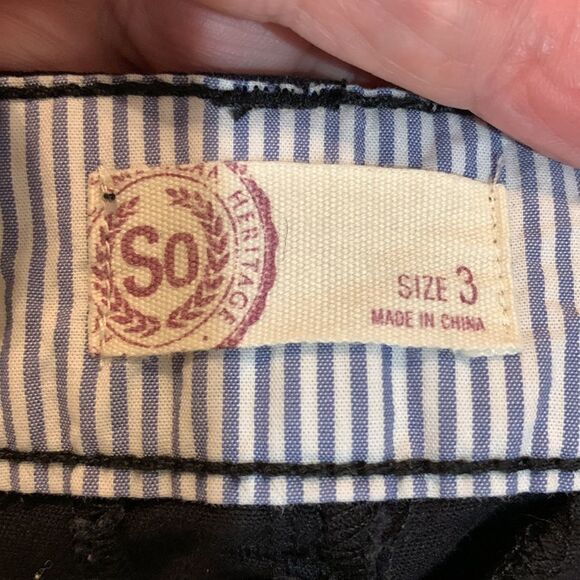 SO
HERITAGE
SIZE 3
MADE IN CHINA